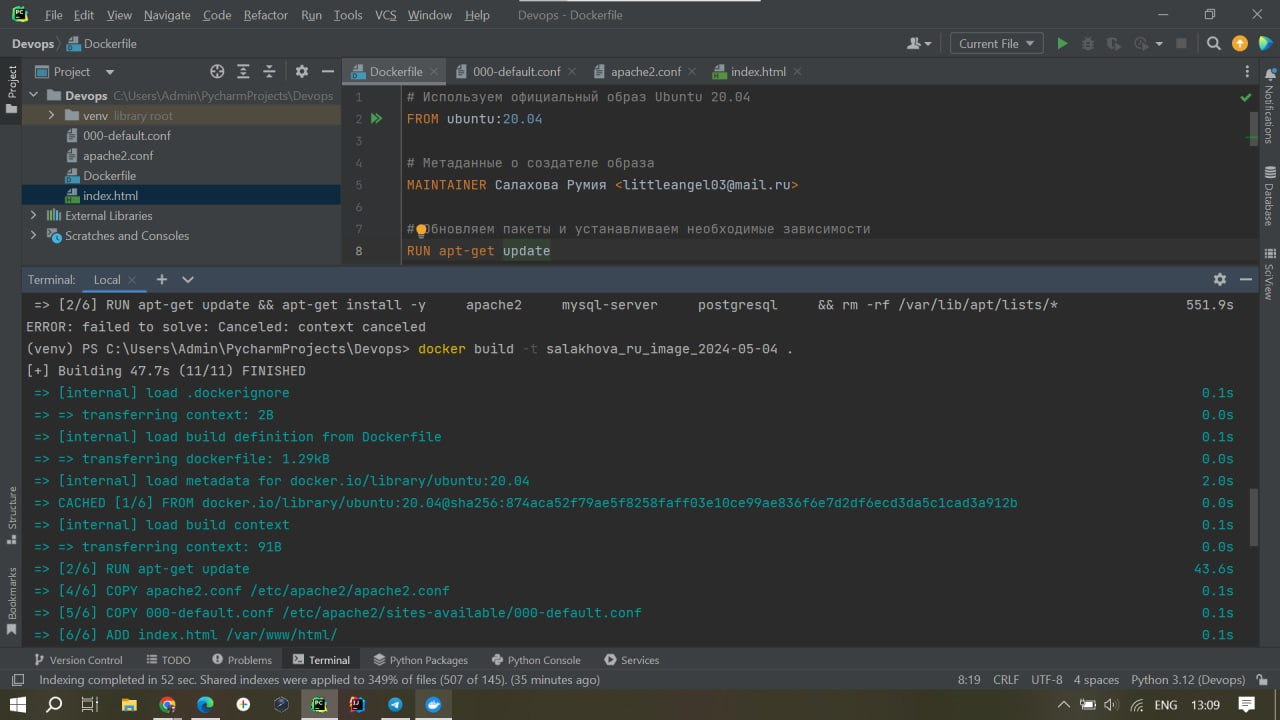 File Edit View Navigate Code Refactor Run Tools VCS Window Help Devops - Dockerfile
Devops Dockerfile Current File
Project
Project
Dockerfile 000-default.conf apache2.conf index.html
Devops C:\Users\Admin\PycharmProjects\Devops
venv library root
000-default.conf
apache2.conf
Dockerfile
index.html
External Libraries
Scratches and Consoles
1 # Используем официальный образ Ubuntu 20.04
2 FROM ubuntu:20.04
3
4 # Метаданные о создателе образа
5 MAINTAINER Салахова Румия <littleangel03@mail.ru>
6
7 # Обновляем пакеты и устанавливаем необходимые зависимости
8 RUN apt-get update
Notifications
Database
SciView
Terminal: Local
=> [2/6] RUN apt-get update && apt-get install -y apache2 mysql-server postgresql && rm -rf /var/lib/apt/lists/* 551.9s
ERROR: failed to solve: Canceled: context canceled
(venv) PS C:\Users\Admin\PycharmProjects\Devops> docker build -t salakhova_ru_image_2024-05-04 .
[+] Building 47.7s (11/11) FINISHED
=> [internal] load .dockerignore 0.1s
=> => transferring context: 2B 0.0s
=> [internal] load build definition from Dockerfile 0.1s
=> => transferring dockerfile: 1.29kB 0.0s
=> [internal] load metadata for docker.io/library/ubuntu:20.04 2.0s
=> CACHED [1/6] FROM docker.io/library/ubuntu:20.04@sha256:874aca52f79ae5f8258faff03e10ce99ae836f6e7d2df6ecd3da5c1cad3a912b 0.0s
=> [internal] load build context 0.1s
=> => transferring context: 91B 0.0s
=> [2/6] RUN apt-get update 43.6s
=> [4/6] COPY apache2.conf /etc/apache2/apache2.conf 0.1s
=> [5/6] COPY 000-default.conf /etc/apache2/sites-available/000-default.conf 0.1s
=> [6/6] ADD index.html /var/www/html/ 0.1s
Structure
Bookmarks
Version Control TODO Problems Terminal Python Packages Python Console Services
Indexing completed in 52 sec. Shared indexes were applied to 349% of files (507 of 145). (35 minutes ago) 8:19 CRLF UTF-8 4 spaces Python 3.12 (Devops)
ENG 13:09